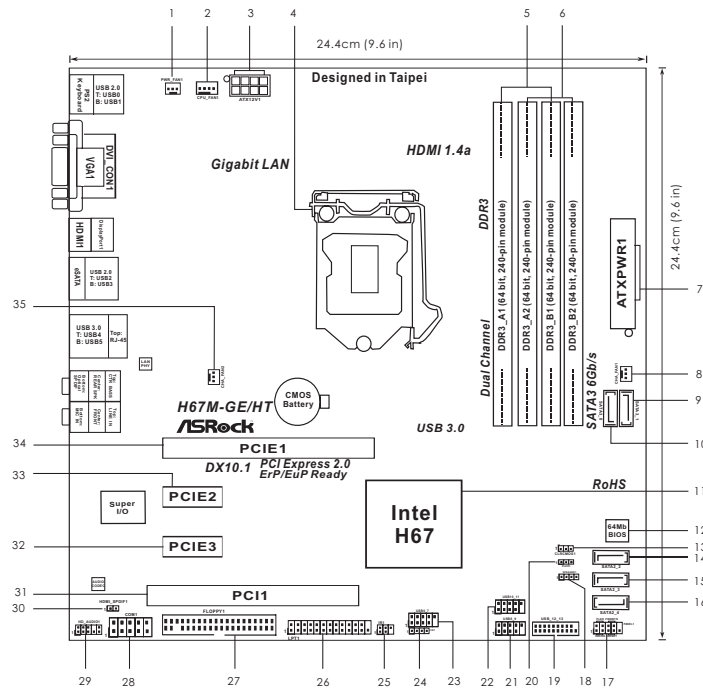 1
2
3
4
5
6
24.4cm (9.6 in)
24.4cm (9.6 in)
PWR_FAN1
CPU_FAN1
ATX12V1
Designed in Taipei
PS2
Keyboard
USB 2.0
T: USB0
B: USB1
DVI_CON1
VGA1
HDMI1
DisplayPort1
eSATA
USB 2.0
T: USB2
B: USB3
USB 3.0
T: USB4
B: USB5
Top:
RJ-45
LAN
PHY
Gigabit LAN
HDMI 1.4a
DDR3
Dual Channel
DDR3_A1 (64 bit, 240-pin module)
DDR3_A2 (64 bit, 240-pin module)
DDR3_B1 (64 bit, 240-pin module)
DDR3_B2 (64 bit, 240-pin module)
ATXPWR1
7
8
9
10
11
12
13
14
15
16
SATA3 6Gb/s
CMOS
Battery
USB 3.0
35
H67M-GE/HT
ASRock
34
PCIE1
DX10.1
PCI Express 2.0
ErP/EuP Ready
RoHS
33
PCIE2
Super
I/O
Intel
H67
64Mb
BIOS
32
PCIE3
31
PCI1
30
HDMI_SPDIF1
HD_AUDIO1
COM1
FLOPPY1
LPT1
SATA2_2
SATA2_3
29
28
27
26
25
24
23
22
21
20
19
18
17